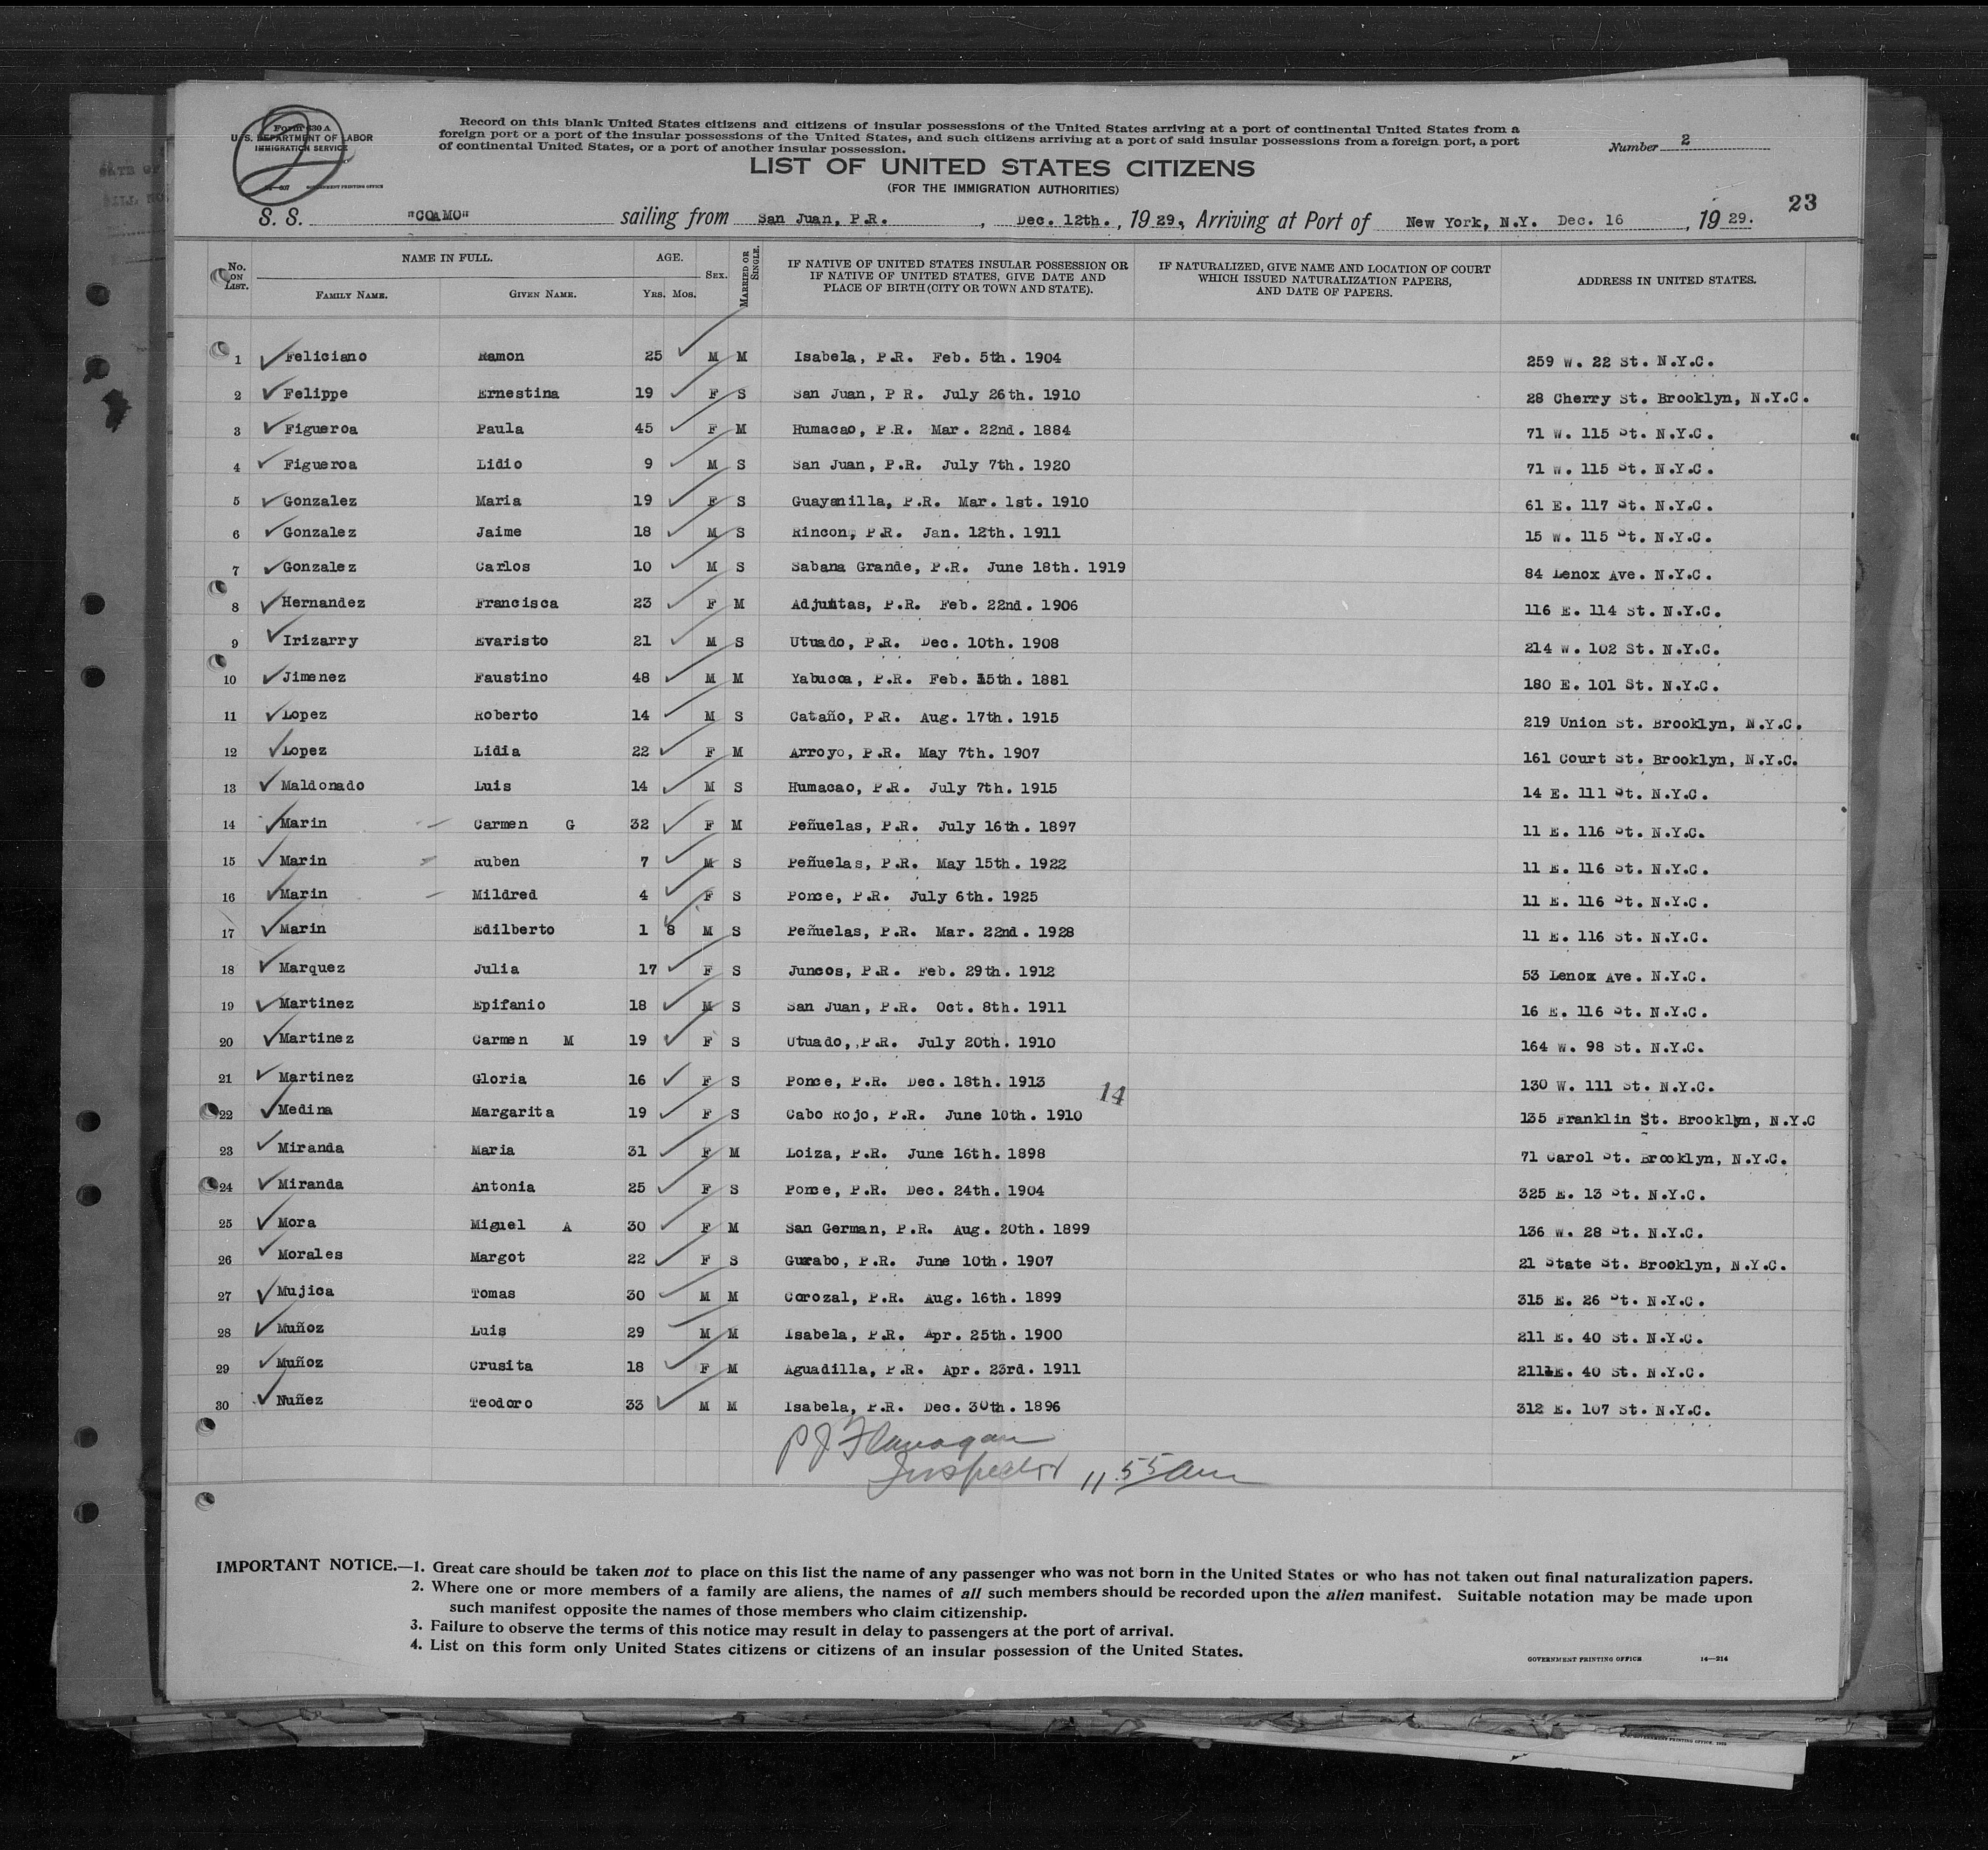 Form 630 A
U. S. DEPARTMENT OF LABOR
IMMIGRATION SERVICE
2
GOVERNMENT PRINTING OFFICE
Record on this blank United States citizens and citizens of insular possessions of the United States arriving at a port of continental United States from a
foreign port or a port of the insular possessions of the United States, and such citizens arriving at a port of said insular possessions from a foreign port, a port
of continental United States, or a port of another insular possession.
Number 2
LIST OF UNITED STATES CITIZENS
(FOR THE IMMIGRATION AUTHORITIES)
23
S. S. "COAMO" sailing from San Juan, P.R. , Dec. 12th. , 19 29, Arriving at Port of New York, N.Y. Dec. 16 , 19 29.
No. ON LIST. NAME IN FULL. FAMILY NAME. GIVEN NAME. AGE. YRS. MOS. SEX. MARRIED OR SINGLE. IF NATIVE OF UNITED STATES INSULAR POSSESSION OR IF NATIVE OF UNITED STATES, GIVE DATE AND PLACE OF BIRTH (CITY OR TOWN AND STATE). IF NATURALIZED, GIVE NAME AND LOCATION OF COURT WHICH ISSUED NATURALIZATION PAPERS, AND DATE OF PAPERS. ADDRESS IN UNITED STATES.
1 Feliciano Ramon 25 M M Isabela, P.R. Feb. 5th. 1904 259 W. 22 St. N.Y.C.
2 Felippe Ernestina 19 F S San Juan, P R. July 26th. 1910 28 Cherry St. Brooklyn, N.Y.C.
3 Figueroa Paula 45 F M Humacao, P.R. Mar. 22nd. 1884 71 W. 115 St. N.Y.C.
4 Figueroa Lidio 9 M S San Juan, P.R. July 7th. 1920 71 W. 115 St. N.Y.C.
5 Gonzalez Maria 19 F S Guayanilla, P.R. Mar. 1st. 1910 61 E. 117 St. N.Y.C.
6 Gonzalez Jaime 18 M S Rincon, P.R. Jan. 12th. 1911 15 W. 115 St. N.Y.C.
7 Gonzalez Carlos 10 M S Sabana Grande, P.R. June 18th. 1919 84 Lenox Ave. N.Y.C.
8 Hernandez Francisca 23 F M Adjuntas, P.R. Feb. 22nd. 1906 116 E. 114 St. N.Y.C.
9 Irizarry Evaristo 21 M S Utuado, P.R. Dec. 10th. 1908 214 W. 102 St. N.Y.C.
10 Jimenez Faustino 48 M M Yabucoa, P.R. Feb. 15th. 1881 180 E. 101 St. N.Y.C.
11 Lopez Roberto 14 M S Cataño, P.R. Aug. 17th. 1915 219 Union St. Brooklyn, N.Y.C.
12 Lopez Lidia 22 F M Arroyo, P.R. May 7th. 1907 161 Court St. Brooklyn, N.Y.C.
13 Maldonado Luis 14 M S Humacao, P.R. July 7th. 1915 14 E. 111 St. N.Y.C.
14 Marin Carmen G 32 F M Peñuelas, P.R. July 16th. 1897 11 E. 116 St. N.Y.C.
15 Marin Ruben 7 M S Peñuelas, P.R. May 15th. 1922 11 E. 116 St. N.Y.C.
16 Marin Mildred 4 F S Ponce, P.R. July 6th. 1925 11 E. 116 St. N.Y.C.
17 Marin Edilberto 1 8 M S Peñuelas, P.R. Mar. 22nd. 1928 11 E. 116 St. N.Y.C.
18 Marquez Julia 17 F S Juncos, P.R. Feb. 29th. 1912 53 Lenox Ave. N.Y.C.
19 Martinez Epifanio 18 M S San Juan, P.R. Oct. 8th. 1911 16 E. 116 St. N.Y.C.
20 Martinez Carmen M 19 F S Utuado, P.R. July 20th. 1910 164 W. 98 St. N.Y.C.
21 Martinez Gloria 16 F S Ponce, P.R. Dec. 18th. 1913 130 W. 111 St. N.Y.C.
14
22 Medina Margarita 19 F S Cabo Rojo, P.R. June 10th. 1910 135 Franklin St. Brooklyn, N.Y.C
23 Miranda Maria 31 F M Loiza, P.R. June 16th. 1898 71 Carol St. Brooklyn, N.Y.C.
24 Miranda Antonia 25 F S Ponce, P.R. Dec. 24th. 1904 325 E. 13 St. N.Y.C.
25 Mora Miguel A 30 F M San German, P.R. Aug. 20th. 1899 136 W. 28 St. N.Y.C.
26 Morales Margot 22 F S Gurabo, P.R. June 10th. 1907 21 State St. Brooklyn, N.Y.C.
27 Mujica Tomas 30 M M Corozal, P.R. Aug. 16th. 1899 315 E. 26 St. N.Y.C.
28 Muñoz Luis 29 M M Isabela, P.R. Apr. 25th. 1900 211 E. 40 St. N.Y.C.
29 Muñoz Crusita 18 F M Aguadilla, P.R. Apr. 23rd. 1911 211 E. 40 St. N.Y.C.
30 Nuñez Teodoro 33 M M Isabela, P.R. Dec. 30th. 1896 312 E. 107 St. N.Y.C.
P J Flanagan
Inspector 11 55 am
IMPORTANT NOTICE.—1. Great care should be taken not to place on this list the name of any passenger who was not born in the United States or who has not taken out final naturalization papers.
2. Where one or more members of a family are aliens, the names of all such members should be recorded upon the alien manifest. Suitable notation may be made upon
such manifest opposite the names of those members who claim citizenship.
3. Failure to observe the terms of this notice may result in delay to passengers at the port of arrival.
4. List on this form only United States citizens or citizens of an insular possession of the United States.
GOVERNMENT PRINTING OFFICE 14—214